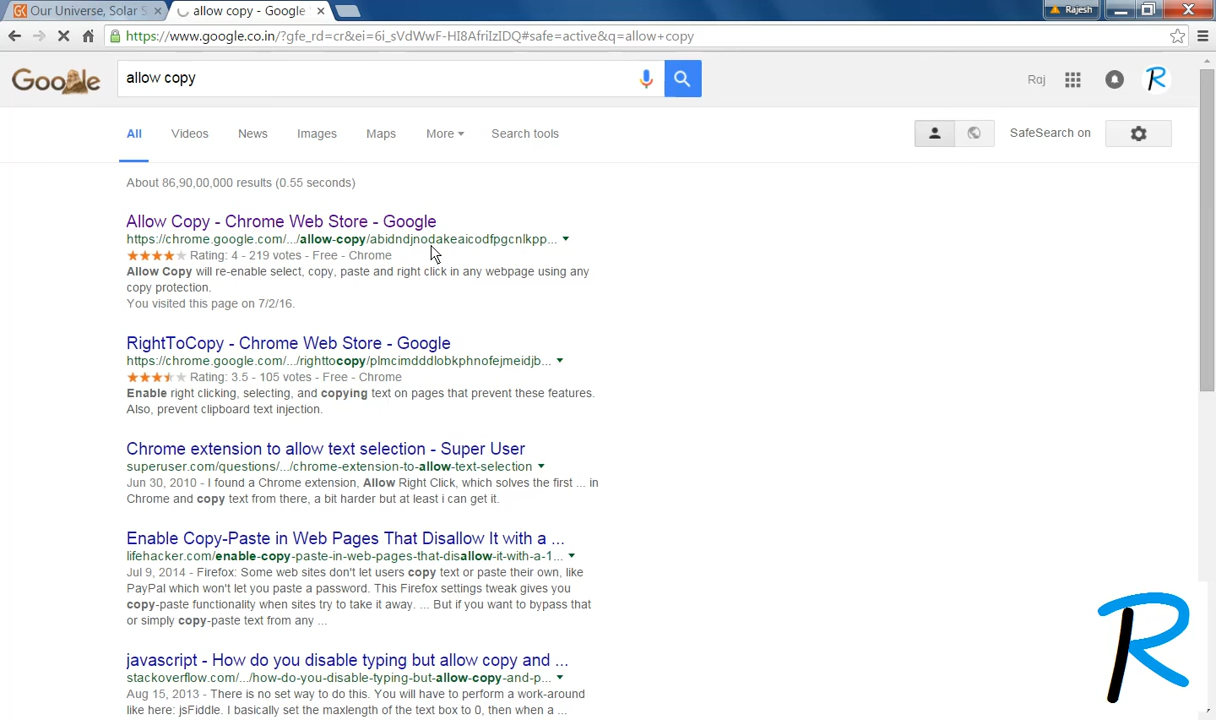 Our Universe, Solar S
allow copy - Google
Rajesh
https://www.google.co.in/?gfe_rd=cr&ei=6i_sVdWwF-HI8AfriIzIDQ#safe=active&q=allow+copy
Google
allow copy
Raj
R
All Videos News Images Maps More Search tools
SafeSearch on
About 86,90,00,000 results (0.55 seconds)
Allow Copy - Chrome Web Store - Google
https://chrome.google.com/.../allow-copy/abidndjnodakeaicodfpgcnlkpp...
Rating: 4 - 219 votes - Free - Chrome
Allow Copy will re-enable select, copy, paste and right click in any webpage using any
copy protection.
You visited this page on 7/2/16.
RightToCopy - Chrome Web Store - Google
https://chrome.google.com/.../righttocopy/plmcimdddlobkphnofejmeidjb...
Rating: 3.5 - 105 votes - Free - Chrome
Enable right clicking, selecting, and copying text on pages that prevent these features.
Also, prevent clipboard text injection.
Chrome extension to allow text selection - Super User
superuser.com/questions/.../chrome-extension-to-allow-text-selection
Jun 30, 2010 - I found a Chrome extension, Allow Right Click, which solves the first ... in
Chrome and copy text from there, a bit harder but at least i can get it.
Enable Copy-Paste in Web Pages That Disallow It with a ...
lifehacker.com/enable-copy-paste-in-web-pages-that-disallow-it-with-a-1...
Jul 9, 2014 - Firefox: Some web sites don't let users copy text or paste their own, like
PayPal which won't let you paste a password. This Firefox settings tweak gives you
copy-paste functionality when sites try to take it away. ... But if you want to bypass that
or simply copy-paste text from any ...
javascript - How do you disable typing but allow copy and ...
stackoverflow.com/.../how-do-you-disable-typing-but-allow-copy-and-p...
Aug 15, 2013 - There is no set way to do this. You will have to perform a work-around
like here: jsFiddle. I basically set the maxlength of the text box to 0, then when a ...
R